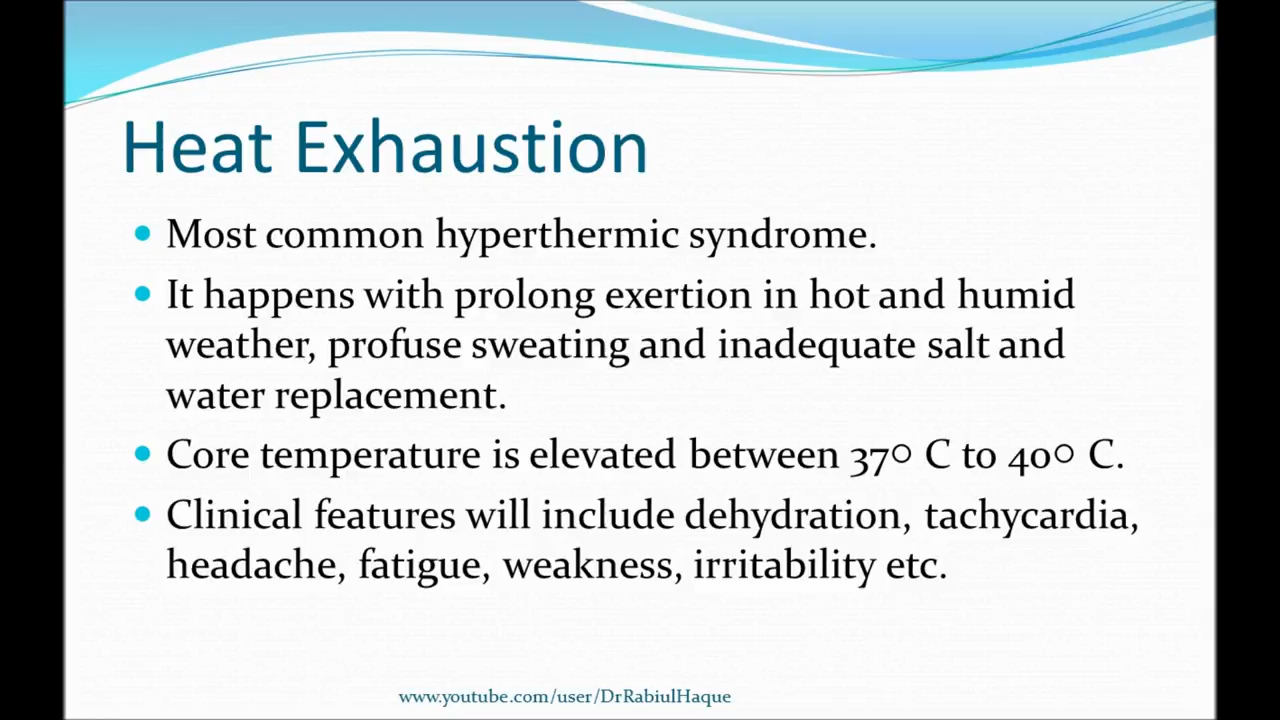 Heat Exhaustion
• Most common hyperthermic syndrome.
• It happens with prolong exertion in hot and humid
weather, profuse sweating and inadequate salt and
water replacement.
• Core temperature is elevated between 37○ C to 40○ C.
• Clinical features will include dehydration, tachycardia,
headache, fatigue, weakness, irritability etc.
www.youtube.com/user/DrRabiulHaque